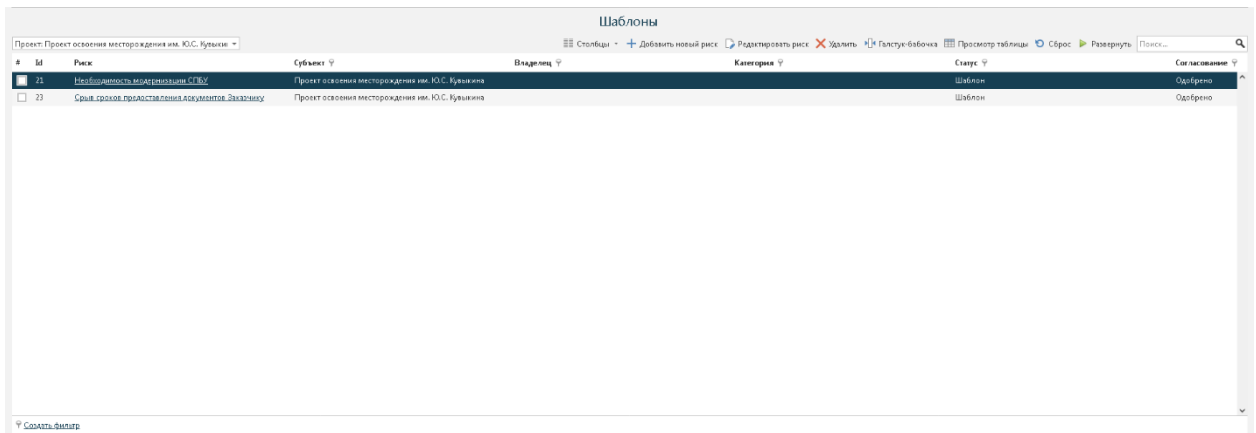 Шаблоны
Проект: Проект освоения месторождения им. Ю.С. Кувыкин
Столбцы Добавить новый риск Редактировать риск Удалить Галстук-бабочка Просмотр таблицы Сброс Развернуть Поиск...
# Id Риск Субъект Владелец Категория Статус Согласование
21 Необходимость модернизации СПБУ Проект освоения месторождения им. Ю.С. Кувыкина Шаблон Одобрено
23 Срыв сроков предоставления документов Заказчику Проект освоения месторождения им. Ю.С. Кувыкина Шаблон Одобрено
Создать фильтр